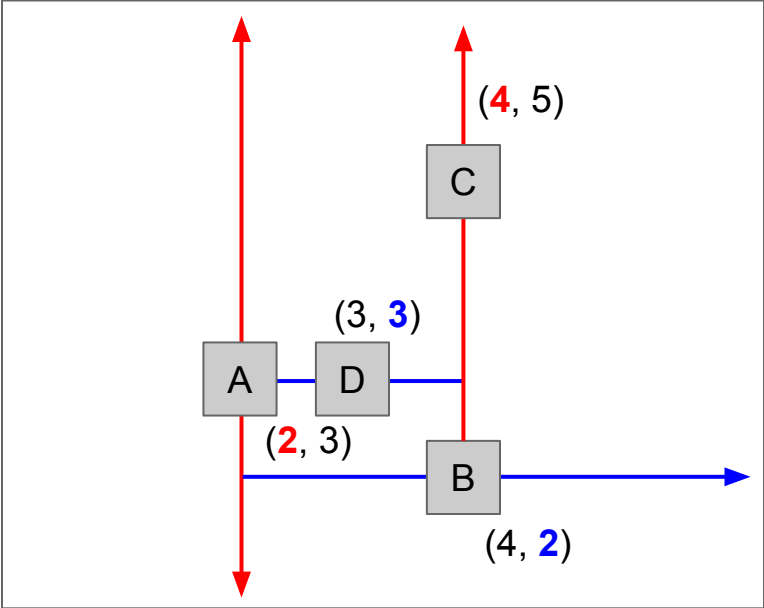 (4, 5)
C
(3, 3)
A
D
(2, 3)
B
(4, 2)